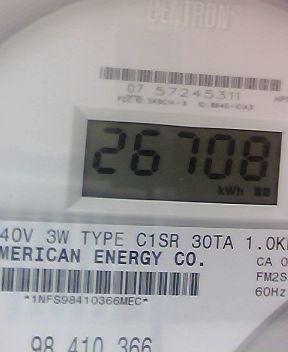 CENTRON
07 57245311
26708
kWh
40V 3W TYPE C1SR 30TA 1.0K
MERICAN ENERGY CO.
CA 0
FM2S
60Hz
*1NFS98410366MEC*
98 410 366